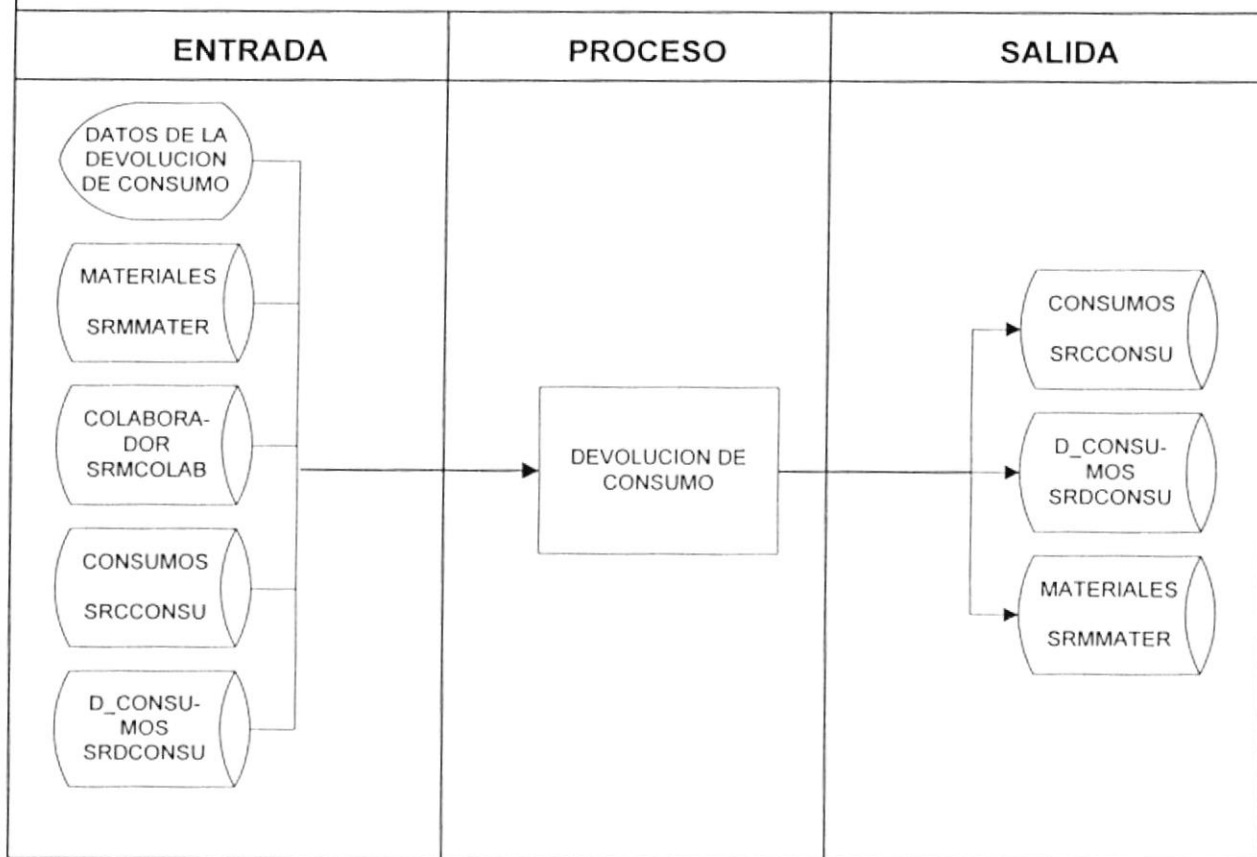 ENTRADA
PROCESO
SALIDA
DATOS DE LA
DEVOLUCION
DE CONSUMO
MATERIALES
SRMMATER
COLABORA-
DOR
SRMCOLAB
CONSUMOS
SRCCONSU
D_CONSU-
MOS
SRDCONSU
DEVOLUCION DE
CONSUMO
CONSUMOS
SRCCONSU
D_CONSU-
MOS
SRDCONSU
MATERIALES
SRMMATER